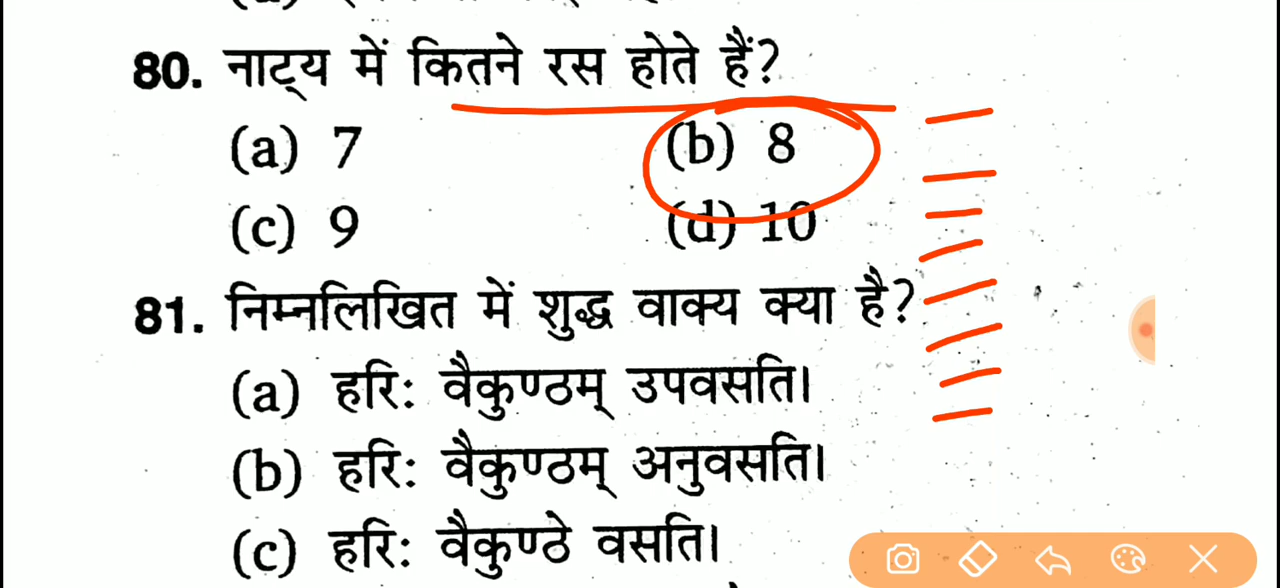 80. नाट्य में कितने रस होते हैं?
(a) 7 (b) 8
(c) 9 (d) 10
81. निम्नलिखित में शुद्ध वाक्य क्या है?
(a) हरिः वैकुण्ठम् उपवसति।
(b) हरिः वैकुण्ठम् अनुवसति।
(c) हरिः वैकुण्ठे वसति।